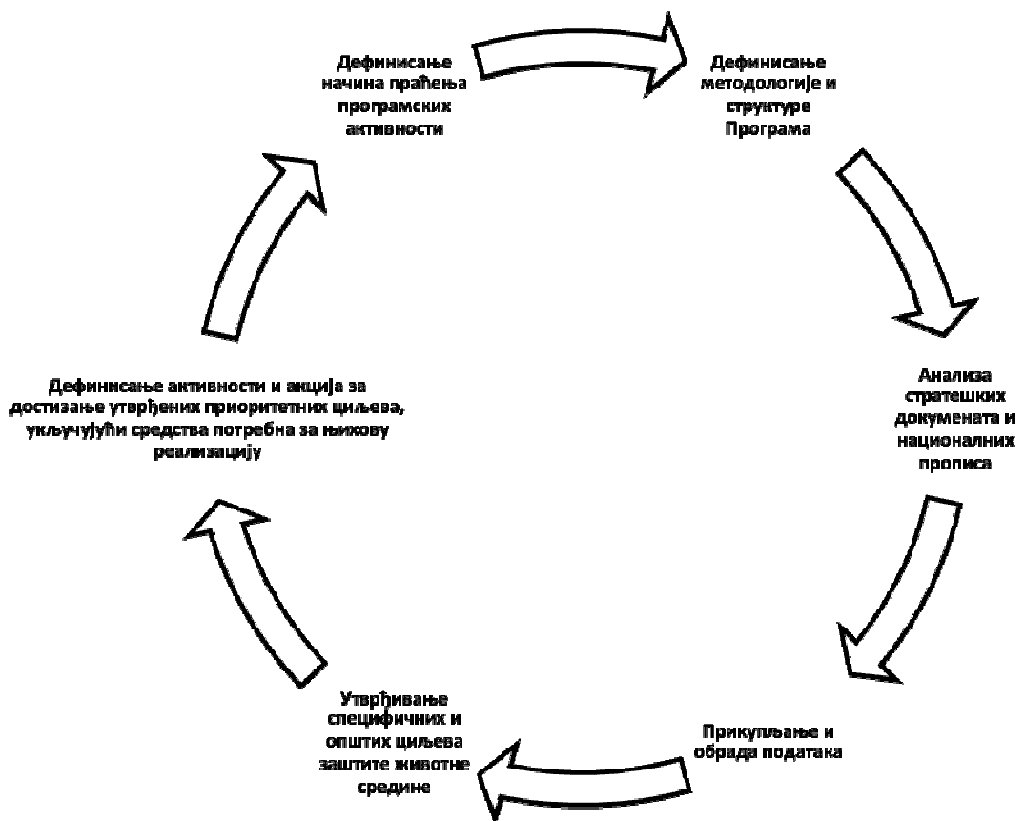 Дефинисање
начина праћења
програмских
активности
Дефинисање
методологије и
структуре
Програма
Анализа
стратешких
докумената и
националних
прописа
Прикупљање и
обрада података
Утврђивање
специфичних и
општих циљева
заштите животне
средине
Дефинисање активности и акција за
достизање утврђених приоритетних циљева,
укључујући средства потребна за њихову
реализацију